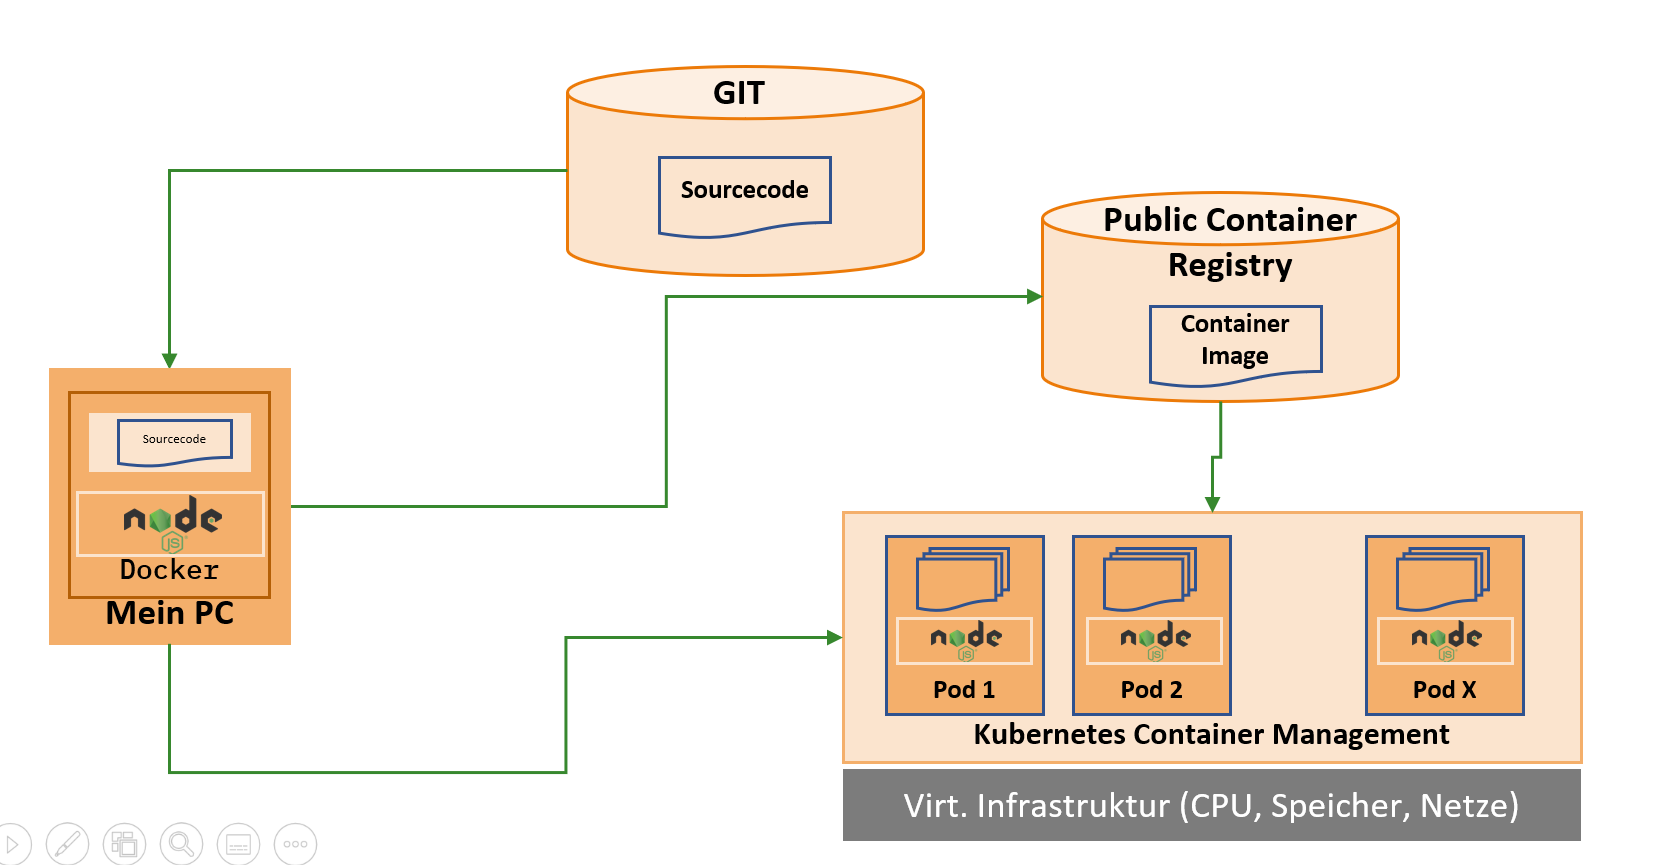 GIT
Sourcecode
Public Container
Registry
Container
Image
Sourcecode
node
JS
Docker
Mein PC
node
JS
Pod 1
node
JS
Pod 2
node
JS
Pod X
Kubernetes Container Management
Virt. Infrastruktur (CPU, Speicher, Netze)